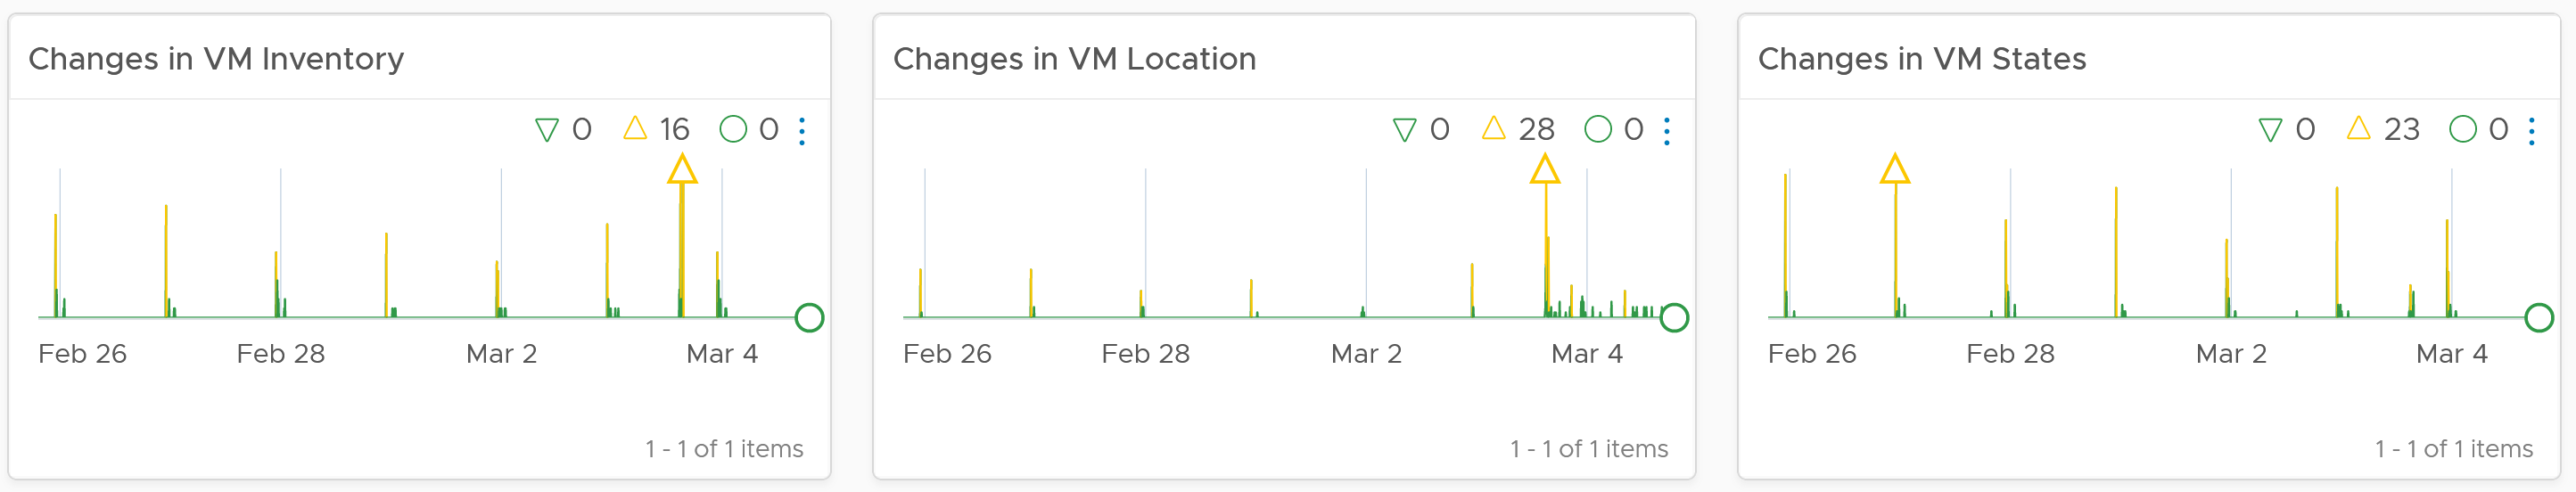 Changes in VM Inventory
0 16 0
Feb 26 Feb 28 Mar 2 Mar 4
1 - 1 of 1 items
Changes in VM Location
0 28 0
Feb 26 Feb 28 Mar 2 Mar 4
1 - 1 of 1 items
Changes in VM States
0 23 0
Feb 26 Feb 28 Mar 2 Mar 4
1 - 1 of 1 items